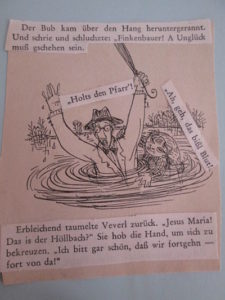 Der Bub kam über den Hang heruntergerannt.
Und schrie und schluchzte: „Finkenbauer! A Unglück
muß gschehen sein.
„Holts den Pfarr'!
„Ah, geh, das bißl Blut!
Erbleichend taumelte Veverl zurück. „Jesus Maria!
Das is der Höllbach?“ Sie hob die Hand, um sich zu
bekreuzen. „Ich bitt gar schön, daß wir fortgehn —
fort von da!“